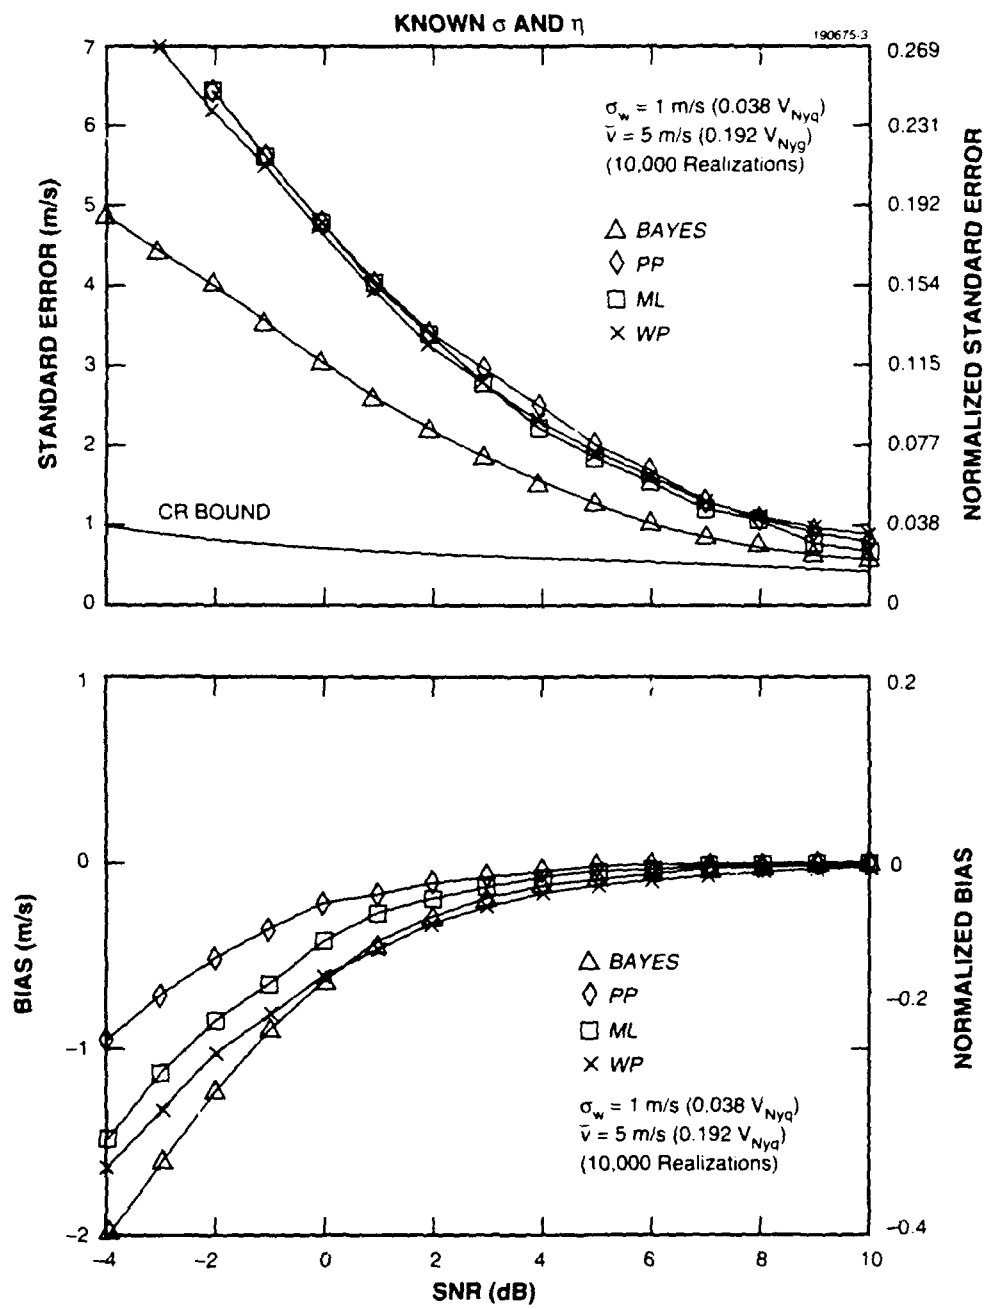 KNOWN σ AND η
190675-3
7
6
5
4
3
2
1
0
STANDARD ERROR (m/s)
0.269
0.231
0.192
0.154
0.115
0.077
0.038
0
NORMALIZED STANDARD ERROR
σw = 1 m/s (0.038 VNyq)
v̄ = 5 m/s (0.192 VNyg)
(10,000 Realizations)
BAYES
PP
ML
WP
CR BOUND
1
0
−1
−2
BIAS (m/s)
0.2
0
−0.2
−0.4
NORMALIZED BIAS
BAYES
PP
ML
WP
σw = 1 m/s (0.038 VNyq)
v̄ = 5 m/s (0.192 VNyq)
(10,000 Realizations)
−4 −2 0 2 4 6 8 10
SNR (dB)